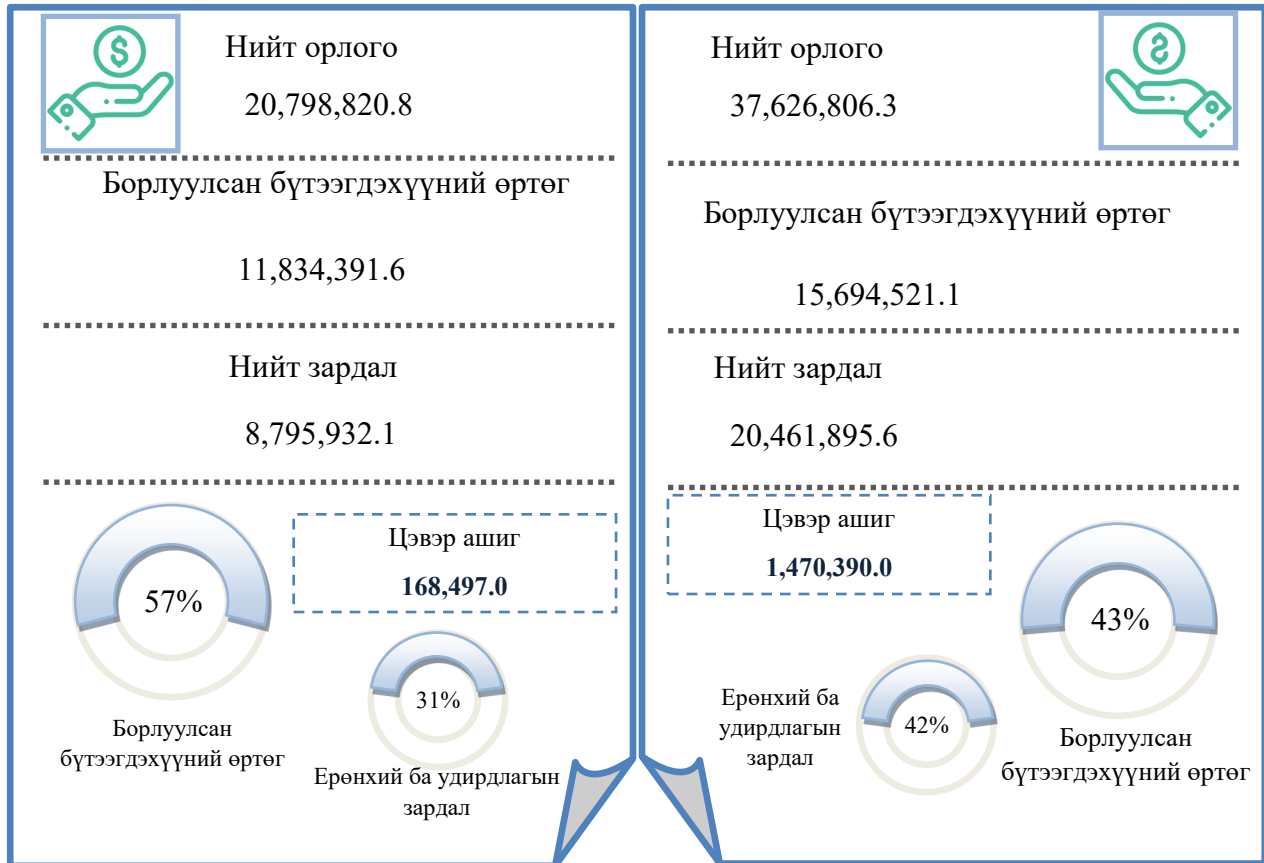 Нийт орлого
20,798,820.8
Борлуулсан бүтээгдэхүүний өртөг
11,834,391.6
Нийт зардал
8,795,932.1
57%
Борлуулсан
бүтээгдэхүүний өртөг
Цэвэр ашиг
168,497.0
31%
Ерөнхий ба удирдлагын
зардал
Нийт орлого
37,626,806.3
Борлуулсан бүтээгдэхүүний өртөг
15,694,521.1
Нийт зардал
20,461,895.6
Цэвэр ашиг
1,470,390.0
43%
Борлуулсан
бүтээгдэхүүний өртөг
Ерөнхий ба
удирдлагын
зардал
42%